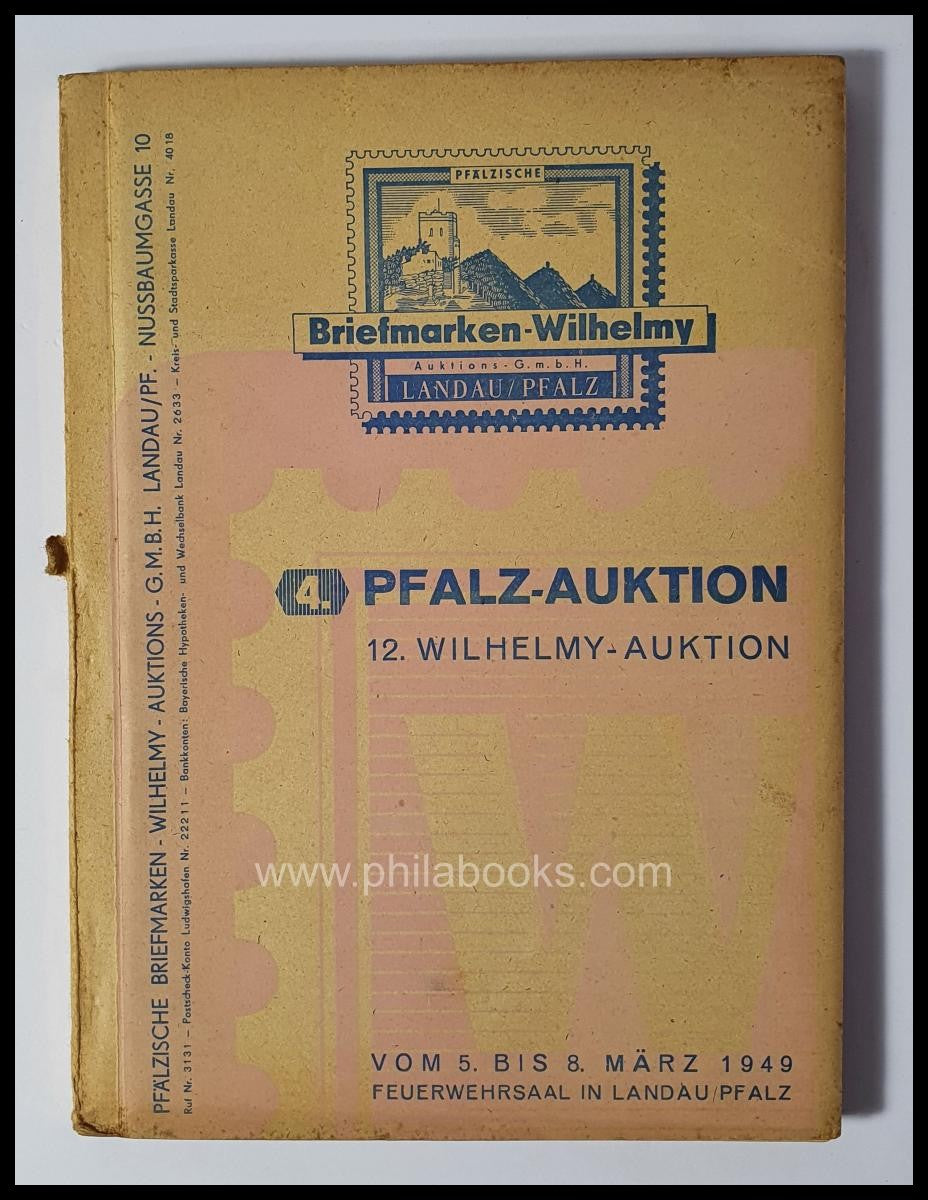 PFÄLZISCHE BRIEFMARKEN - WILHELMY - AUKTIONS - G.M.B.H. LANDAU/PF. - NUSSBAUMGASSE 10
Ruf Nr. 3131 — Postscheck-Konto Ludwigshafen Nr. 22211 — Bankkonten: Bayerische Hypotheken- und Wechselbank Landau Nr. 2633 — Kreis- und Stadtsparkasse Landau Nr. 4018
PFÄLZISCHE
Briefmarken-Wilhelmy
Auktions-G.m.b.H.
LANDAU/PFALZ
4. PFALZ-AUKTION
12. WILHELMY-AUKTION
W
www.philabooks.com
VOM 5. BIS 8. MÄRZ 1949
FEUERWEHRSAAL IN LANDAU/PFALZ